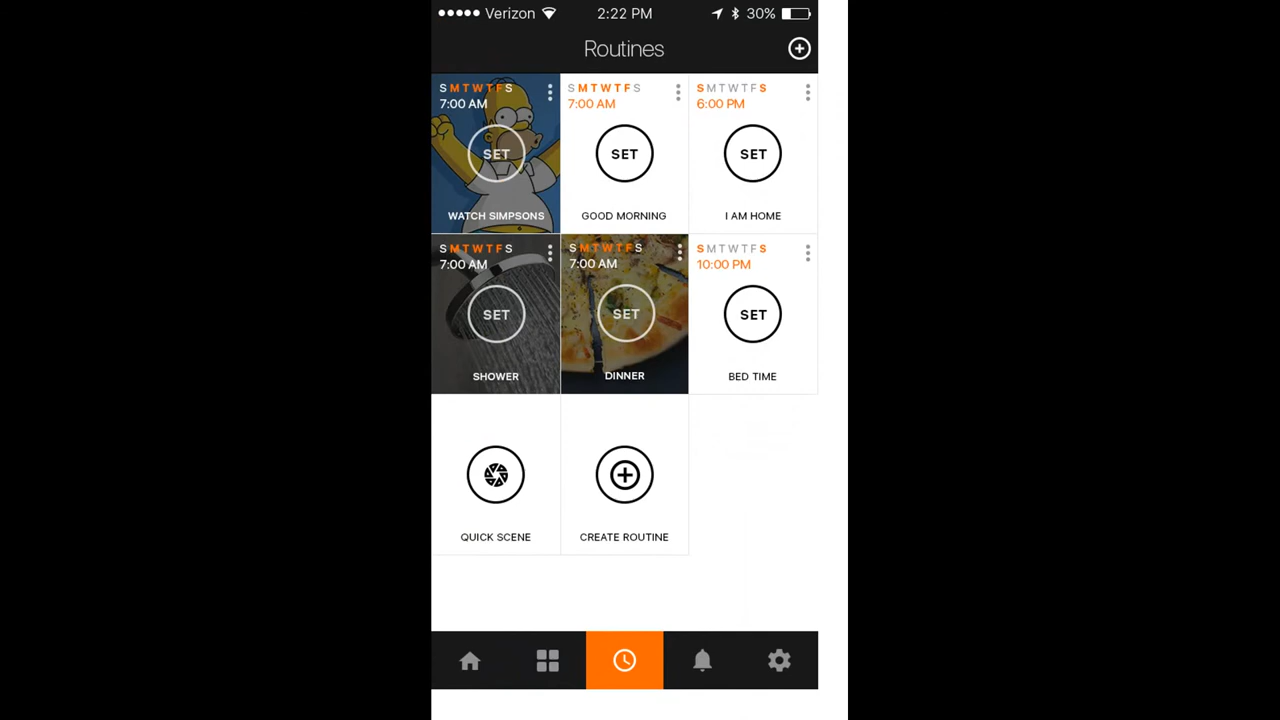 Verizon 2:22 PM 30%
Routines
SMTWTFS SMTWTFS SMTWTFS
7:00 AM 7:00 AM 6:00 PM
SET SET SET
WATCH SIMPSONS GOOD MORNING I AM HOME
SMTWTFS SMTWTFS SMTWTFS
7:00 AM 7:00 AM 10:00 PM
SET SET SET
SHOWER DINNER BED TIME
QUICK SCENE CREATE ROUTINE